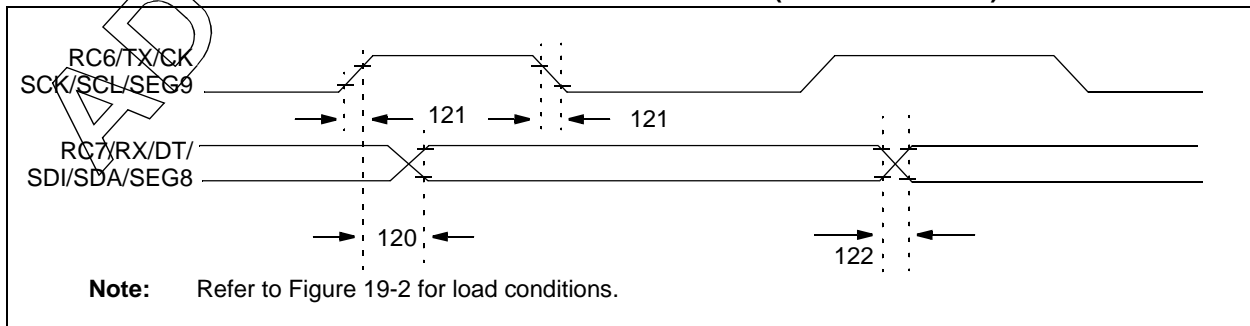 RC6/TX/CK
SCK/SCL/SEG9
121
121
RC7/RX/DT/
SDI/SDA/SEG8
120
122
Note: Refer to Figure 19-2 for load conditions.